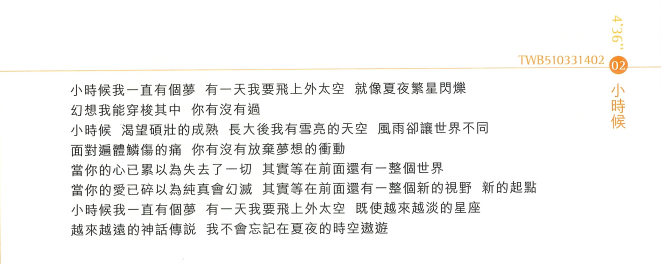 4'36"
TWB510331402
02
小時候
小時候我一直有個夢 有一天我要飛上外太空 就像夏夜繁星閃爍
幻想我能穿梭其中 你有沒有過
小時候 渴望碩壯的成熟 長大後我有雪亮的天空 風雨卻讓世界不同
面對遍體鱗傷的痛 你有沒有放棄夢想的衝動
當你的心已累以為失去了一切 其實等在前面還有一整個世界
當你的愛已碎以為純真會幻滅 其實等在前面還有一整個新的視野 新的起點
小時候我一直有個夢 有一天我要飛上外太空 既使越來越淡的星座
越來越遠的神話傳説 我不會忘記在夏夜的時空遨遊